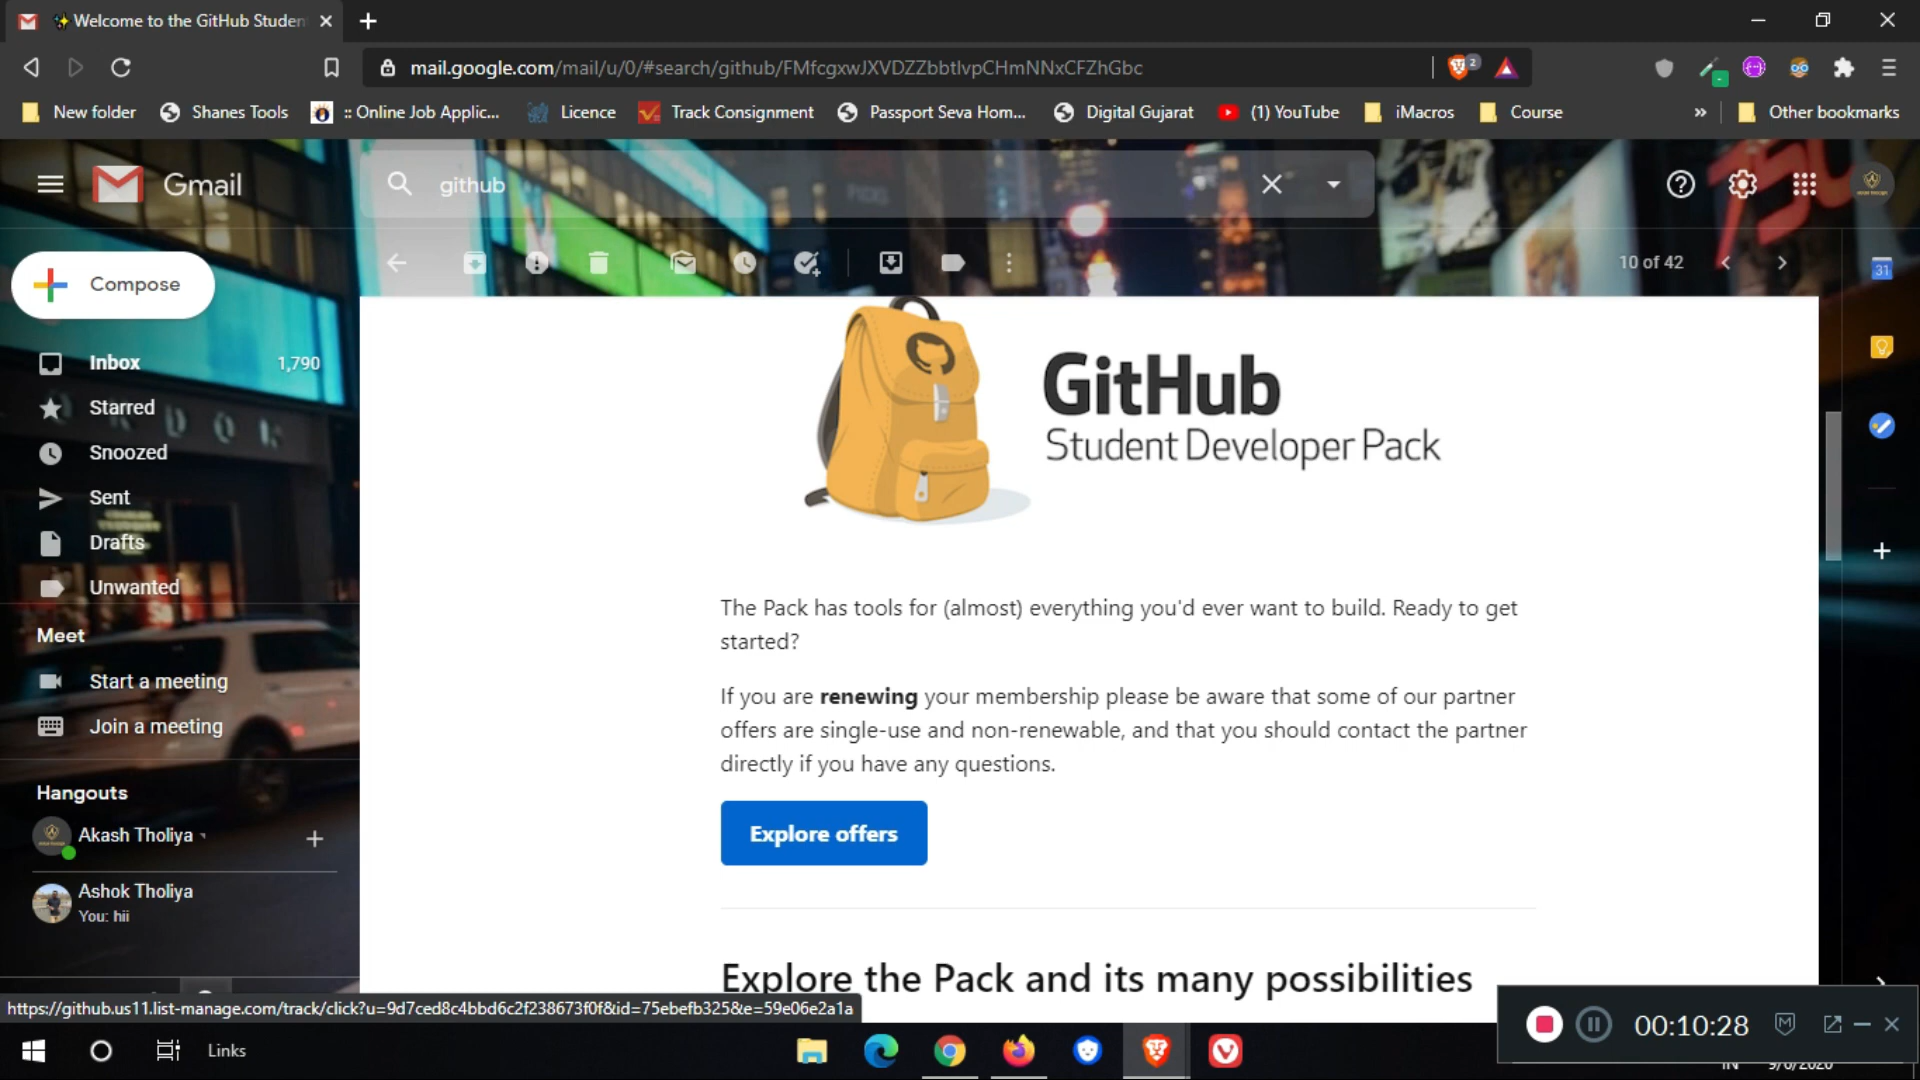 ✨Welcome to the GitHub Studen
mail.google.com/mail/u/0/#search/github/FMfcgxwJXVDZZbbtlvpCHmNNxCFZhGbc
2
New folder
Shanes Tools
:: Online Job Applic...
Licence
Track Consignment
Passport Seva Hom...
Digital Gujarat
(1) YouTube
iMacros
Course
»
Other bookmarks
Gmail
github
Compose
10 of 42
31
Inbox 1,790
Starred
Snoozed
Sent
Drafts
Unwanted
Meet
Start a meeting
Join a meeting
Hangouts
Akash Tholiya
Ashok Tholiya
You: hii
GitHub
Student Developer Pack
The Pack has tools for (almost) everything you'd ever want to build. Ready to get
started?
If you are renewing your membership please be aware that some of our partner
offers are single-use and non-renewable, and that you should contact the partner
directly if you have any questions.
Explore offers
Explore the Pack and its many possibilities
https://github.us11.list-manage.com/track/click?u=9d7ced8c4bbd6c2f238673f0f&id=75ebefb325&e=59e06e2a1a
00:10:28
Links